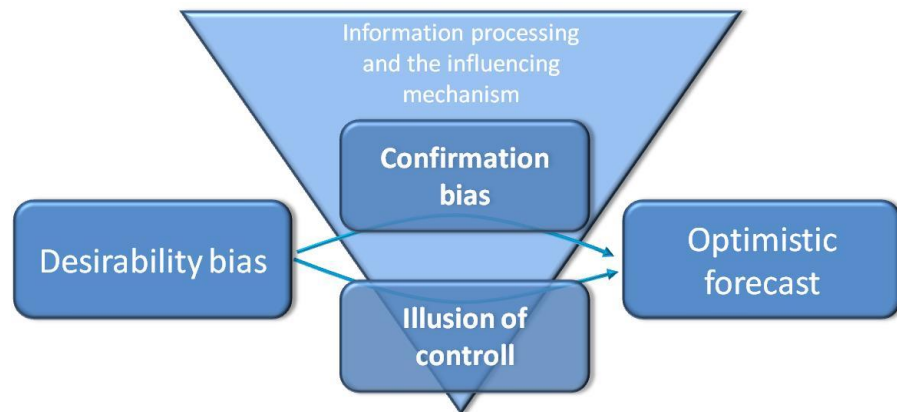 Information processing
and the influencing
mechanism
Confirmation
bias
Desirability bias
Optimistic
forecast
Illusion of
controll